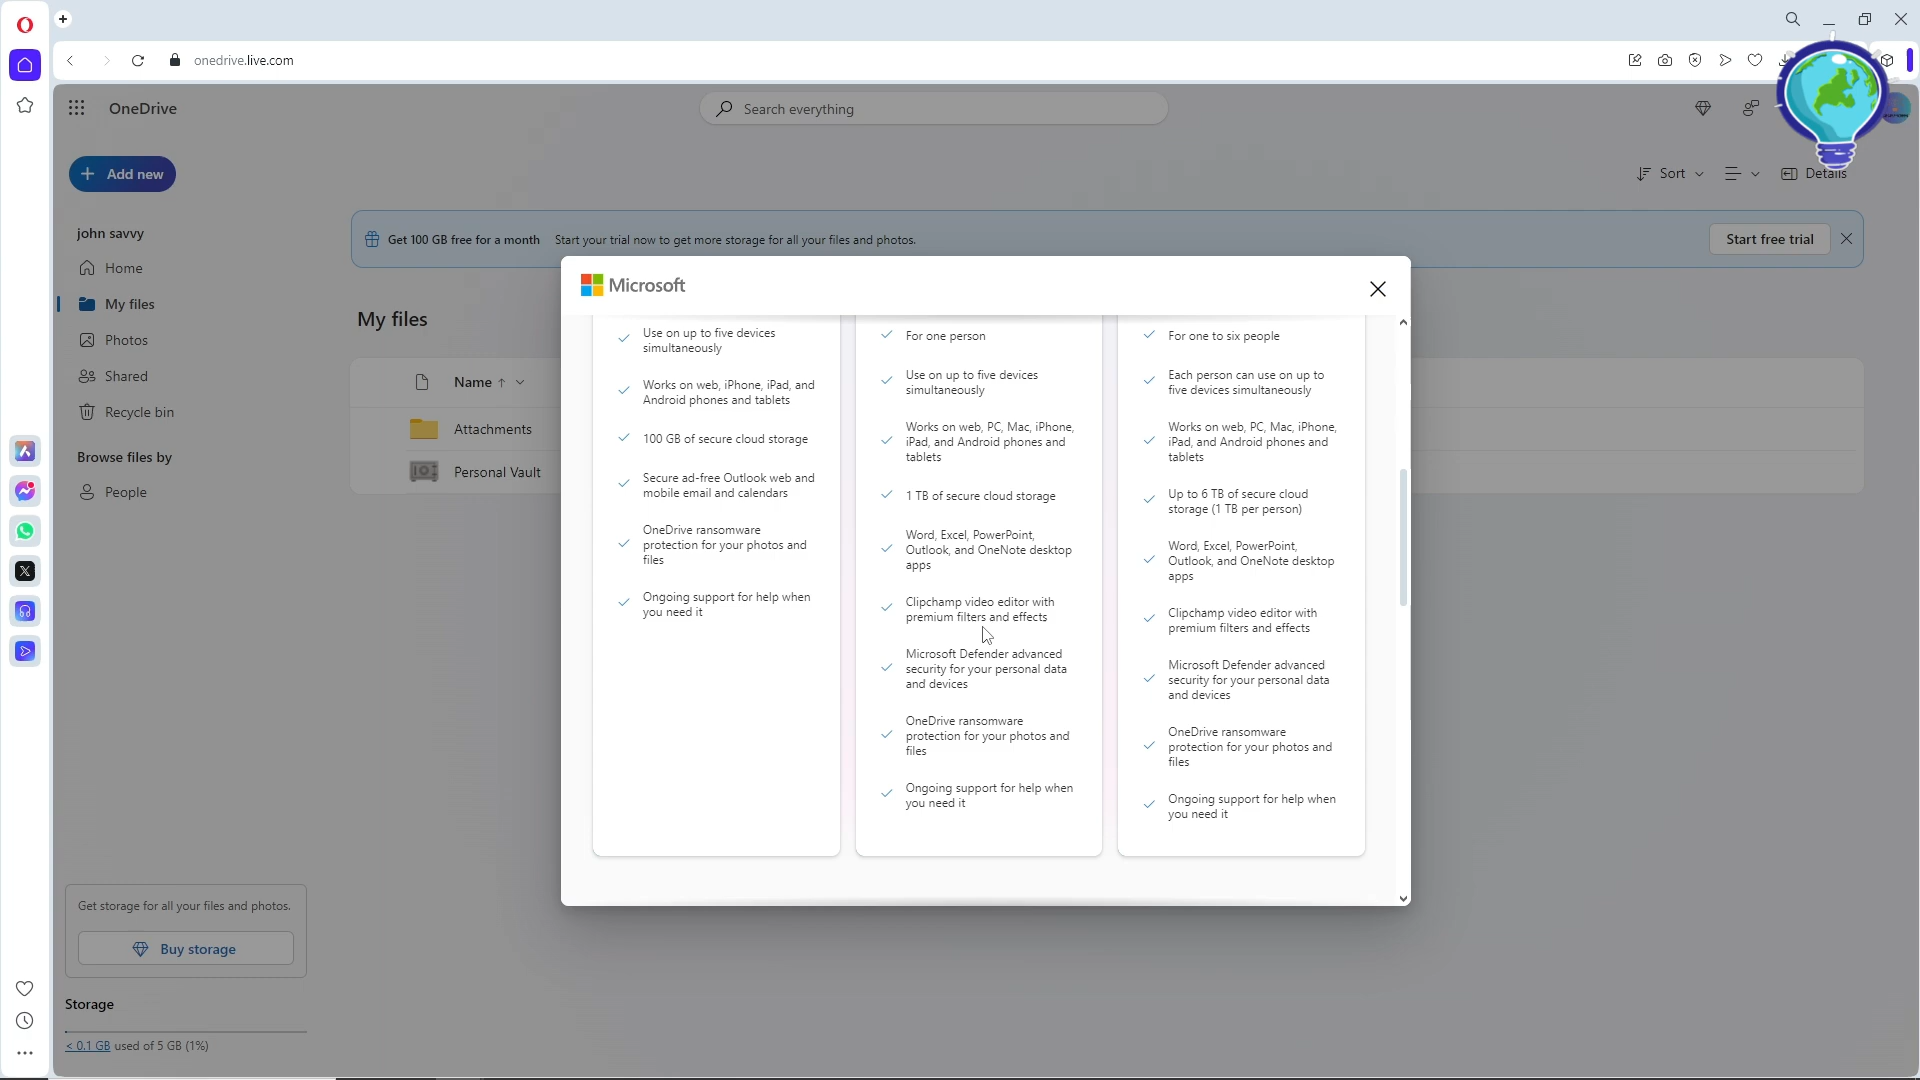 onedrive.live.com
OneDrive
Search everything
Add new
Sort
Details
john savvy
Home
My files
Photos
Shared
Recycle bin
Browse files by
People
Get 100 GB free for a month Start your trial now to get more storage for all your files and photos.
Start free trial
My files
Name
Attachments
Personal Vault
Microsoft
Use on up to five devices
simultaneously
Works on web, iPhone, iPad, and
Android phones and tablets
100 GB of secure cloud storage
Secure ad-free Outlook web and
mobile email and calendars
OneDrive ransomware
protection for your photos and
files
Ongoing support for help when
you need it
For one person
Use on up to five devices
simultaneously
Works on web, PC, Mac, iPhone,
iPad, and Android phones and
tablets
1 TB of secure cloud storage
Word, Excel, PowerPoint,
Outlook, and OneNote desktop
apps
Clipchamp video editor with
premium filters and effects
Microsoft Defender advanced
security for your personal data
and devices
OneDrive ransomware
protection for your photos and
files
Ongoing support for help when
you need it
For one to six people
Each person can use on up to
five devices simultaneously
Works on web, PC, Mac, iPhone,
iPad, and Android phones and
tablets
Up to 6 TB of secure cloud
storage (1 TB per person)
Word, Excel, PowerPoint,
Outlook, and OneNote desktop
apps
Clipchamp video editor with
premium filters and effects
Microsoft Defender advanced
security for your personal data
and devices
OneDrive ransomware
protection for your photos and
files
Ongoing support for help when
you need it
Get storage for all your files and photos.
Buy storage
Storage
< 0.1 GB used of 5 GB (1%)